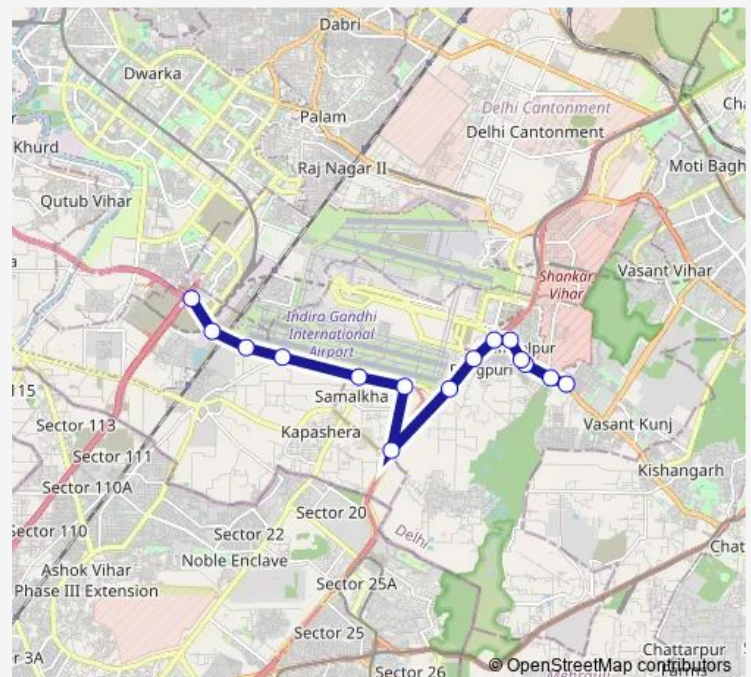 Dabri
Dwarka
Delhi Cantonment
Palam
Delhi Cantonment
Khurd
Raj Nagar II
Moti Bagh
Qutub Vihar
Shankar
Vihar
Vasant Vihar
Indira Gandhi
International
Airport
115
Samalkha
Sector 113
Kapashera
Vasant Kunj
Sector 111
Kishangarh
Sector 110A
Sector 20
Sector 110
Sector 22
Delhi
Noble Enclave
Ashok Vihar
Phase III Extension
Sector 25A
Sector 25
Chattarpur
Farms
r 3A
Sector 26
© OpenStreetMap contributors